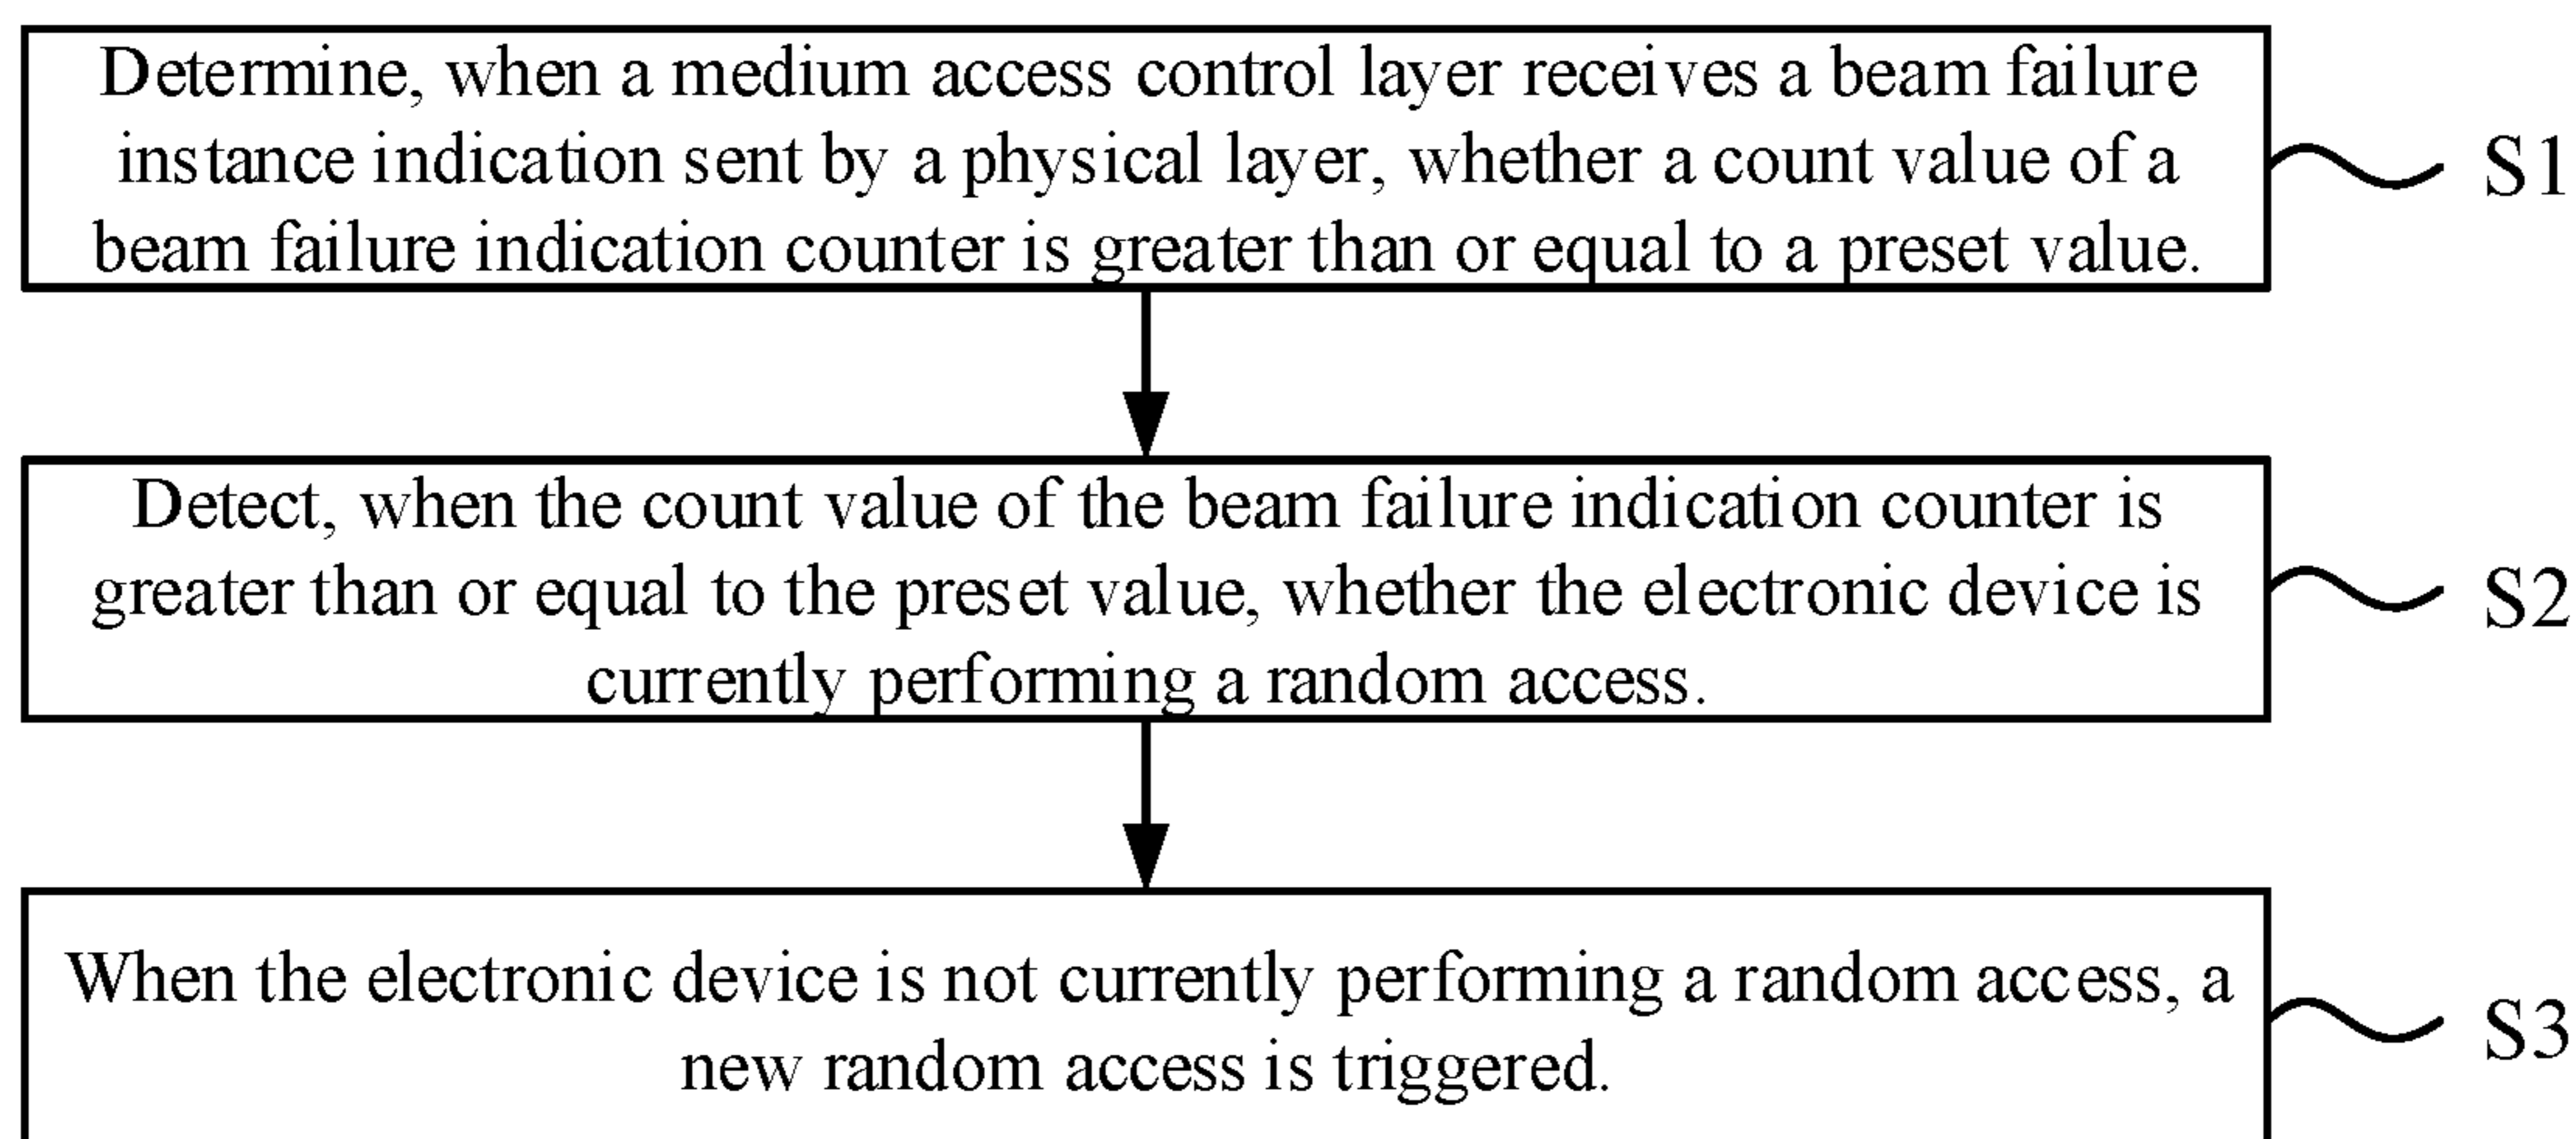 Determine, when a medium access control layer receives a beam failure
instance indication sent by a physical layer, whether a count value of a
beam failure indication counter is greater than or equal to a preset value.
S1
Detect, when the count value of the beam failure indication counter is
greater than or equal to the preset value, whether the electronic device is
currently performing a random access.
S2
When the electronic device is not currently performing a random access, a
new random access is triggered.
S3